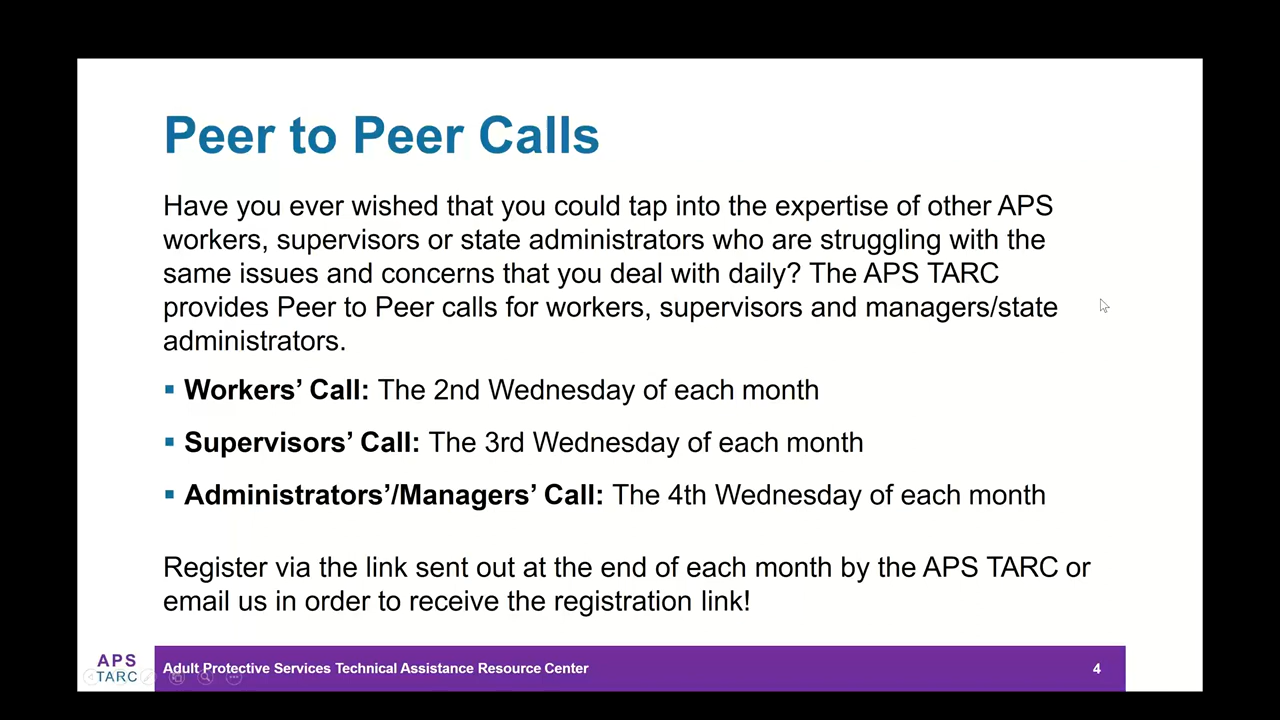 Peer to Peer Calls
Have you ever wished that you could tap into the expertise of other APS
workers, supervisors or state administrators who are struggling with the
same issues and concerns that you deal with daily? The APS TARC
provides Peer to Peer calls for workers, supervisors and managers/state
administrators.
▪ Workers’ Call: The 2nd Wednesday of each month
▪ Supervisors’ Call: The 3rd Wednesday of each month
▪ Administrators’/Managers’ Call: The 4th Wednesday of each month
Register via the link sent out at the end of each month by the APS TARC or
email us in order to receive the registration link!
APS
TARC
Adult Protective Services Technical Assistance Resource Center
4